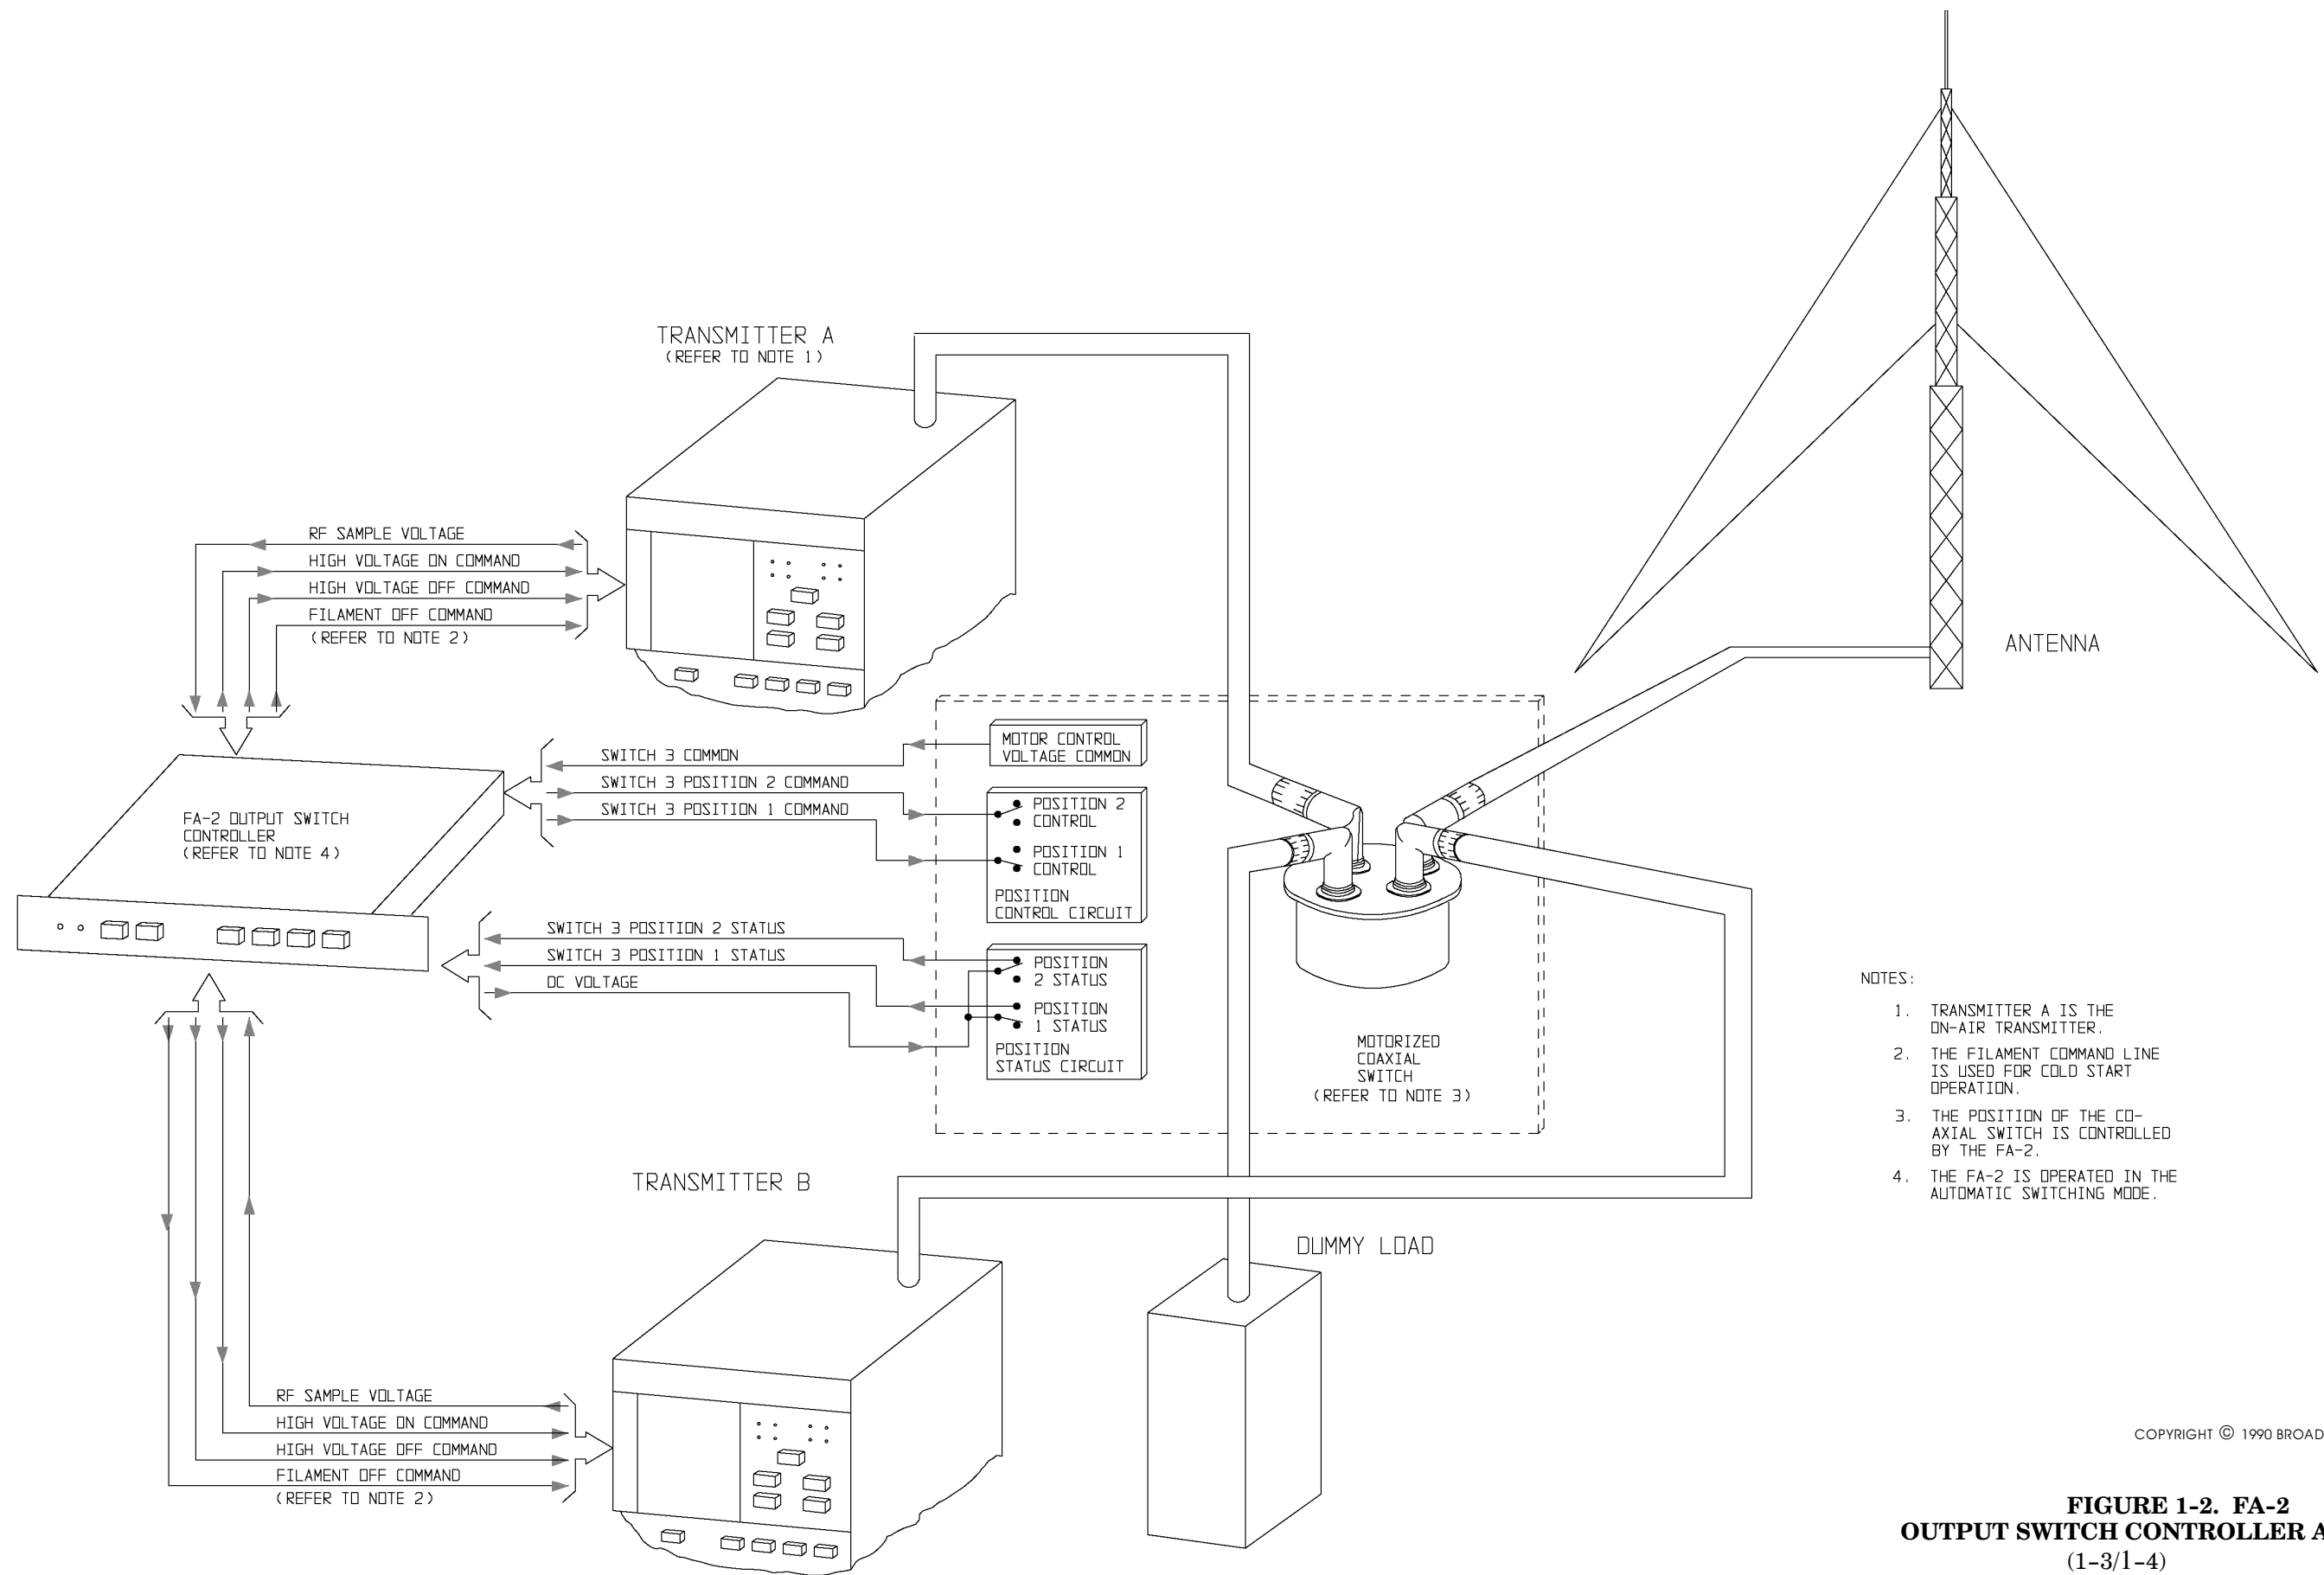 TRANSMITTER A
(REFER TO NOTE 1)
RF SAMPLE VOLTAGE
HIGH VOLTAGE ON COMMAND
HIGH VOLTAGE OFF COMMAND
FILAMENT OFF COMMAND
(REFER TO NOTE 2)
ANTENNA
MOTOR CONTROL
VOLTAGE COMMON
SWITCH 3 COMMON
SWITCH 3 POSITION 2 COMMAND
SWITCH 3 POSITION 1 COMMAND
POSITION 2
CONTROL
POSITION 1
CONTROL
POSITION
CONTROL CIRCUIT
FA-2 OUTPUT SWITCH
CONTROLLER
(REFER TO NOTE 4)
SWITCH 3 POSITION 2 STATUS
SWITCH 3 POSITION 1 STATUS
DC VOLTAGE
POSITION
2 STATUS
POSITION
1 STATUS
POSITION
STATUS CIRCUIT
MOTORIZED
COAXIAL
SWITCH
(REFER TO NOTE 3)
NOTES:
1. TRANSMITTER A IS THE
ON-AIR TRANSMITTER.
2. THE FILAMENT COMMAND LINE
IS USED FOR COLD START
OPERATION.
3. THE POSITION OF THE CO-
AXIAL SWITCH IS CONTROLLED
BY THE FA-2.
4. THE FA-2 IS OPERATED IN THE
AUTOMATIC SWITCHING MODE.
TRANSMITTER B
DUMMY LOAD
RF SAMPLE VOLTAGE
HIGH VOLTAGE ON COMMAND
HIGH VOLTAGE OFF COMMAND
FILAMENT OFF COMMAND
(REFER TO NOTE 2)
COPYRIGHT © 1990 BROAD
FIGURE 1-2. FA-2
OUTPUT SWITCH CONTROLLER A
(1-3/1-4)